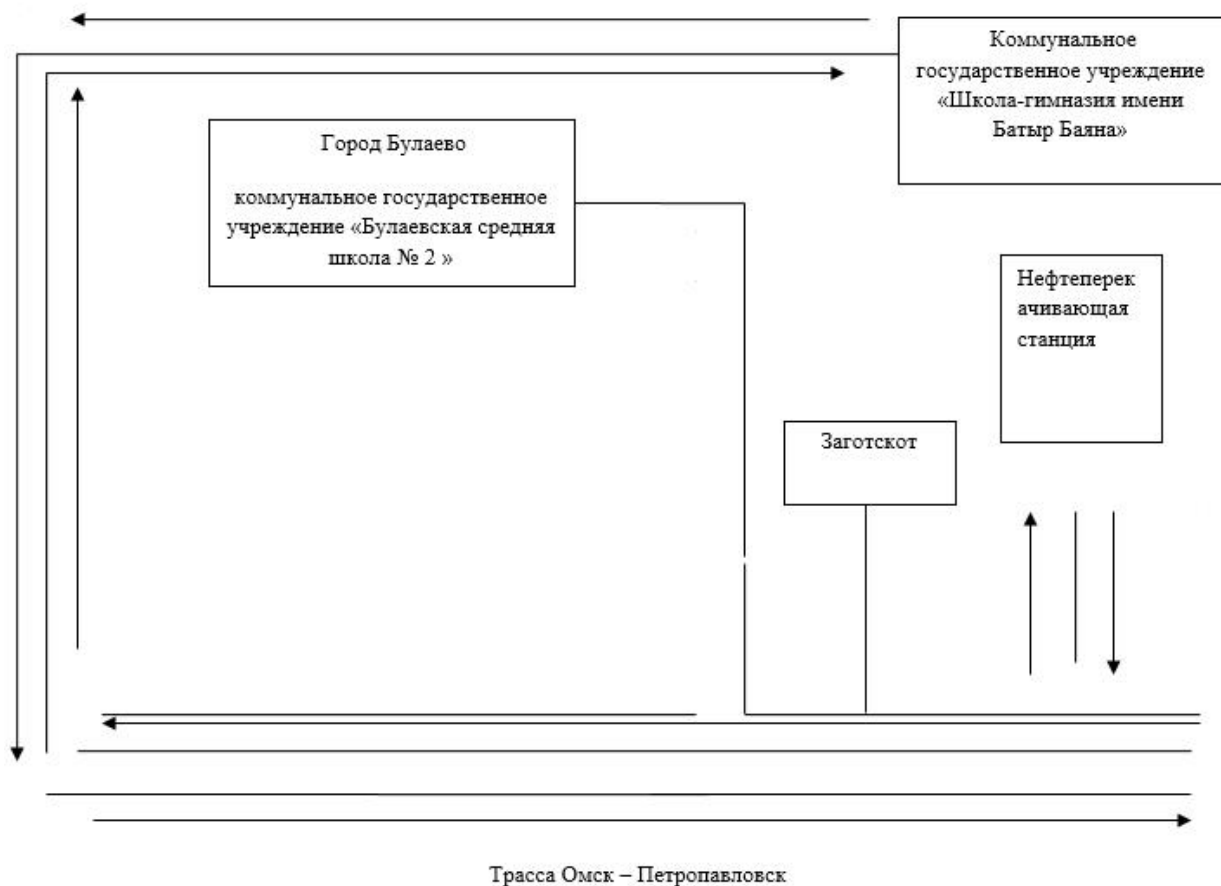 Коммунальное
государственное учреждение
«Школа-гимназия имени
Батыр Баяна»
Город Булаево
коммунальное государственное
учреждение «Булаевская средняя
школа № 2 »
Нефтеперек
ачивающая
станция
Заготскот
Трасса Омск – Петропавловск